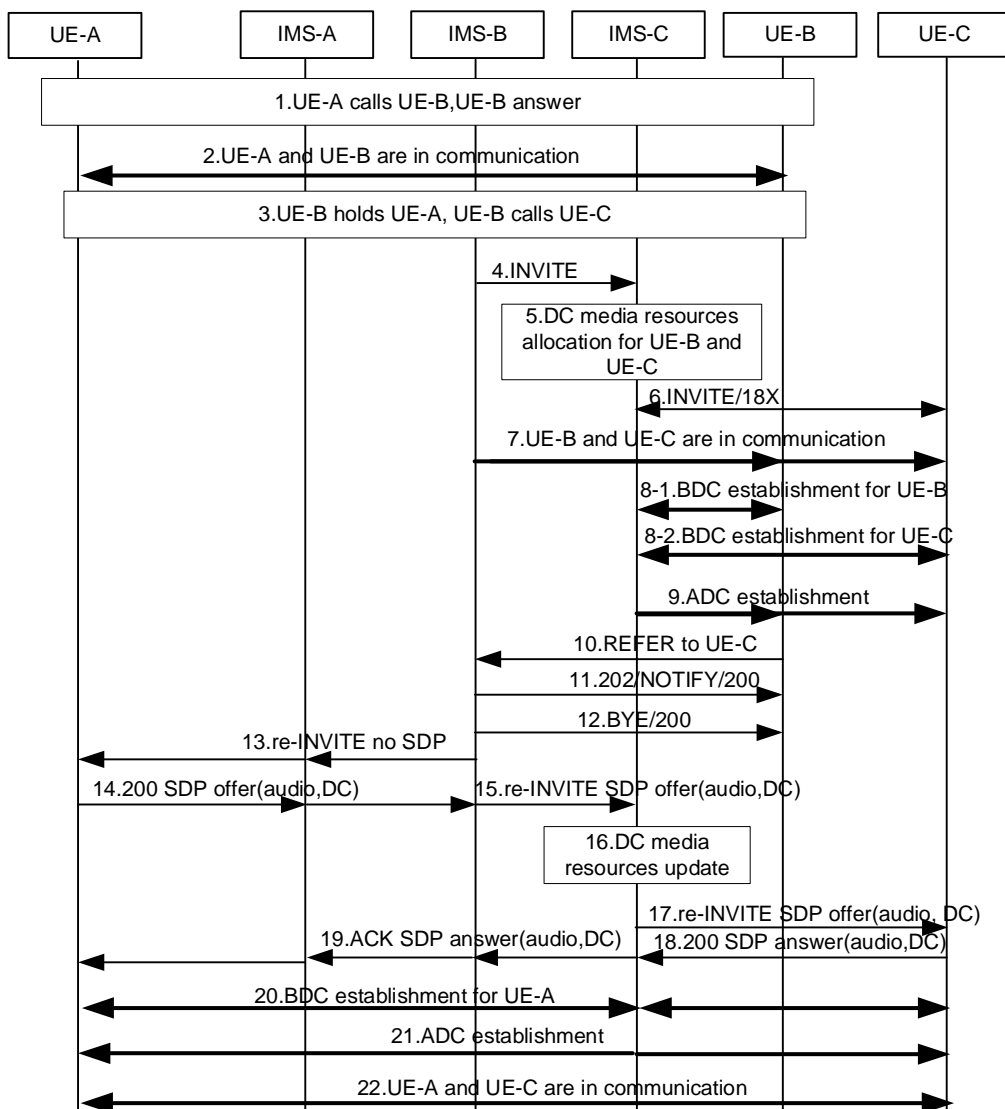 UE-A
IMS-A
IMS-B
IMS-C
UE-B
UE-C
1.UE-A calls UE-B,UE-B answer
2.UE-A and UE-B are in communication
3.UE-B holds UE-A, UE-B calls UE-C
4.INVITE
5.DC media resources
allocation for UE-B and
UE-C
6.INVITE/18X
7.UE-B and UE-C are in communication
8-1.BDC establishment for UE-B
8-2.BDC establishment for UE-C
9.ADC establishment
10.REFER to UE-C
11.202/NOTIFY/200
12.BYE/200
13.re-INVITE no SDP
14.200 SDP offer(audio,DC)
15.re-INVITE SDP offer(audio,DC)
16.DC media
resources update
17.re-INVITE SDP offer(audio, DC)
18.200 SDP answer(audio,DC)
19.ACK SDP answer(audio,DC)
20.BDC establishment for UE-A
21.ADC establishment
22.UE-A and UE-C are in communication